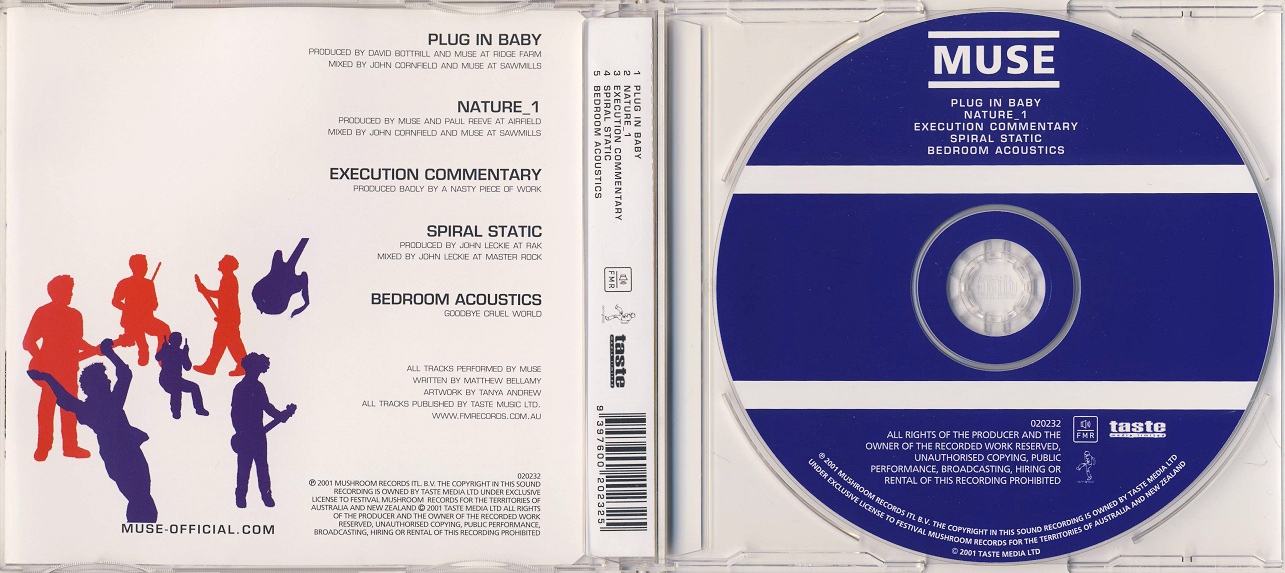 PLUG IN BABY
PRODUCED BY DAVID BOTTRILL AND MUSE AT RIDGE FARM
MIXED BY JOHN CORNFIELD AND MUSE AT SAWMILLS
NATURE_1
PRODUCED BY MUSE AND PAUL REEVE AT AIRFIELD
MIXED BY JOHN CORNFIELD AND MUSE AT SAWMILLS
EXECUTION COMMENTARY
PRODUCED BADLY BY A NASTY PIECE OF WORK
SPIRAL STATIC
PRODUCED BY JOHN LECKIE AT RAK
MIXED BY JOHN LECKIE AT MASTER ROCK
BEDROOM ACOUSTICS
GOODBYE CRUEL WORLD
ALL TRACKS PERFORMED BY MUSE
WRITTEN BY MATTHEW BELLAMY
ARTWORK BY TANYA ANDREW
ALL TRACKS PUBLISHED BY TASTE MUSIC LTD.
WWW.FMRECORDS.COM.AU
020232
℗ 2001 MUSHROOM RECORDS ITL B.V. THE COPYRIGHT IN THIS SOUND
RECORDING IS OWNED BY TASTE MEDIA LTD UNDER EXCLUSIVE
LICENSE TO FESTIVAL MUSHROOM RECORDS FOR THE TERRITORIES OF
AUSTRALIA AND NEW ZEALAND © 2001 TASTE MEDIA LTD ALL RIGHTS
OF THE PRODUCER AND THE OWNER OF THE RECORDED WORK
RESERVED, UNAUTHORISED COPYING, PUBLIC PERFORMANCE,
BROADCASTING, HIRING OR RENTAL OF THIS RECORDING PROHIBITED
MUSE-OFFICIAL.COM
1 PLUG IN BABY
2 NATURE_1
3 EXECUTION COMMENTARY
4 SPIRAL STATIC
5 BEDROOM ACOUSTICS
FMR
taste
media limited
9 397600 202325
MUSE
PLUG IN BABY
NATURE_1
EXECUTION COMMENTARY
SPIRAL STATIC
BEDROOM ACOUSTICS
020232
ALL RIGHTS OF THE PRODUCER AND THE
OWNER OF THE RECORDED WORK RESERVED,
UNAUTHORISED COPYING, PUBLIC
PERFORMANCE, BROADCASTING, HIRING OR
RENTAL OF THIS RECORDING PROHIBITED
FMR
taste
media limited
℗ 2001 MUSHROOM RECORDS ITL B.V. THE COPYRIGHT IN THIS SOUND RECORDING IS OWNED BY TASTE MEDIA LTD
UNDER EXCLUSIVE LICENSE TO FESTIVAL MUSHROOM RECORDS FOR THE TERRITORIES OF AUSTRALIA AND NEW ZEALAND
© 2001 TASTE MEDIA LTD